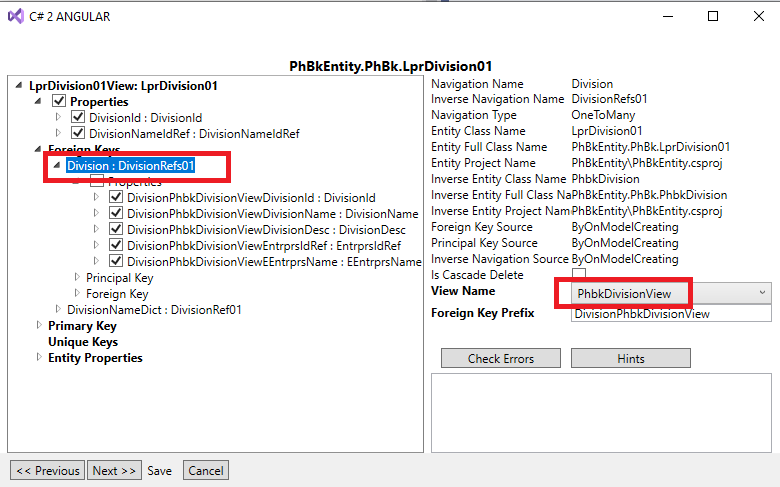 C# 2 ANGULAR
PhBkEntity.PhBk.LprDivision01
LprDivision01View: LprDivision01
Properties
DivisionId : DivisionId
DivisionNameIdRef : DivisionNameIdRef
Foreign Keys
Division : DivisionRefs01
Properties
DivisionPhbkDivisionViewDivisionId : DivisionId
DivisionPhbkDivisionViewDivisionName : DivisionName
DivisionPhbkDivisionViewDivisionDesc : DivisionDesc
DivisionPhbkDivisionViewEntrprsIdRef : EntrprsIdRef
DivisionPhbkDivisionViewEEntrprsName : EEntrprsName
Principal Key
Foreign Key
DivisionNameDict : DivisionRef01
Primary Key
Unique Keys
Entity Properties
Navigation Name Division
Inverse Navigation Name DivisionRefs01
Navigation Type OneToMany
Entity Class Name LprDivision01
Entity Full Class Name PhBkEntity.PhBk.LprDivision01
Entity Project Name PhBkEntity\PhBkEntity.csproj
Inverse Entity Class Name PhbkDivision
Inverse Entity Full Class Na PhBkEntity.PhBk.PhbkDivision
Inverse Entity Project Nam PhBkEntity\PhBkEntity.csproj
Foreign Key Source ByOnModelCreating
Principal Key Source ByOnModelCreating
Inverse Navigation Source ByOnModelCreating
Is Cascade Delete
View Name PhbkDivisionView
Foreign Key Prefix DivisionPhbkDivisionView
Check Errors Hints
<< Previous Next >> Save Cancel